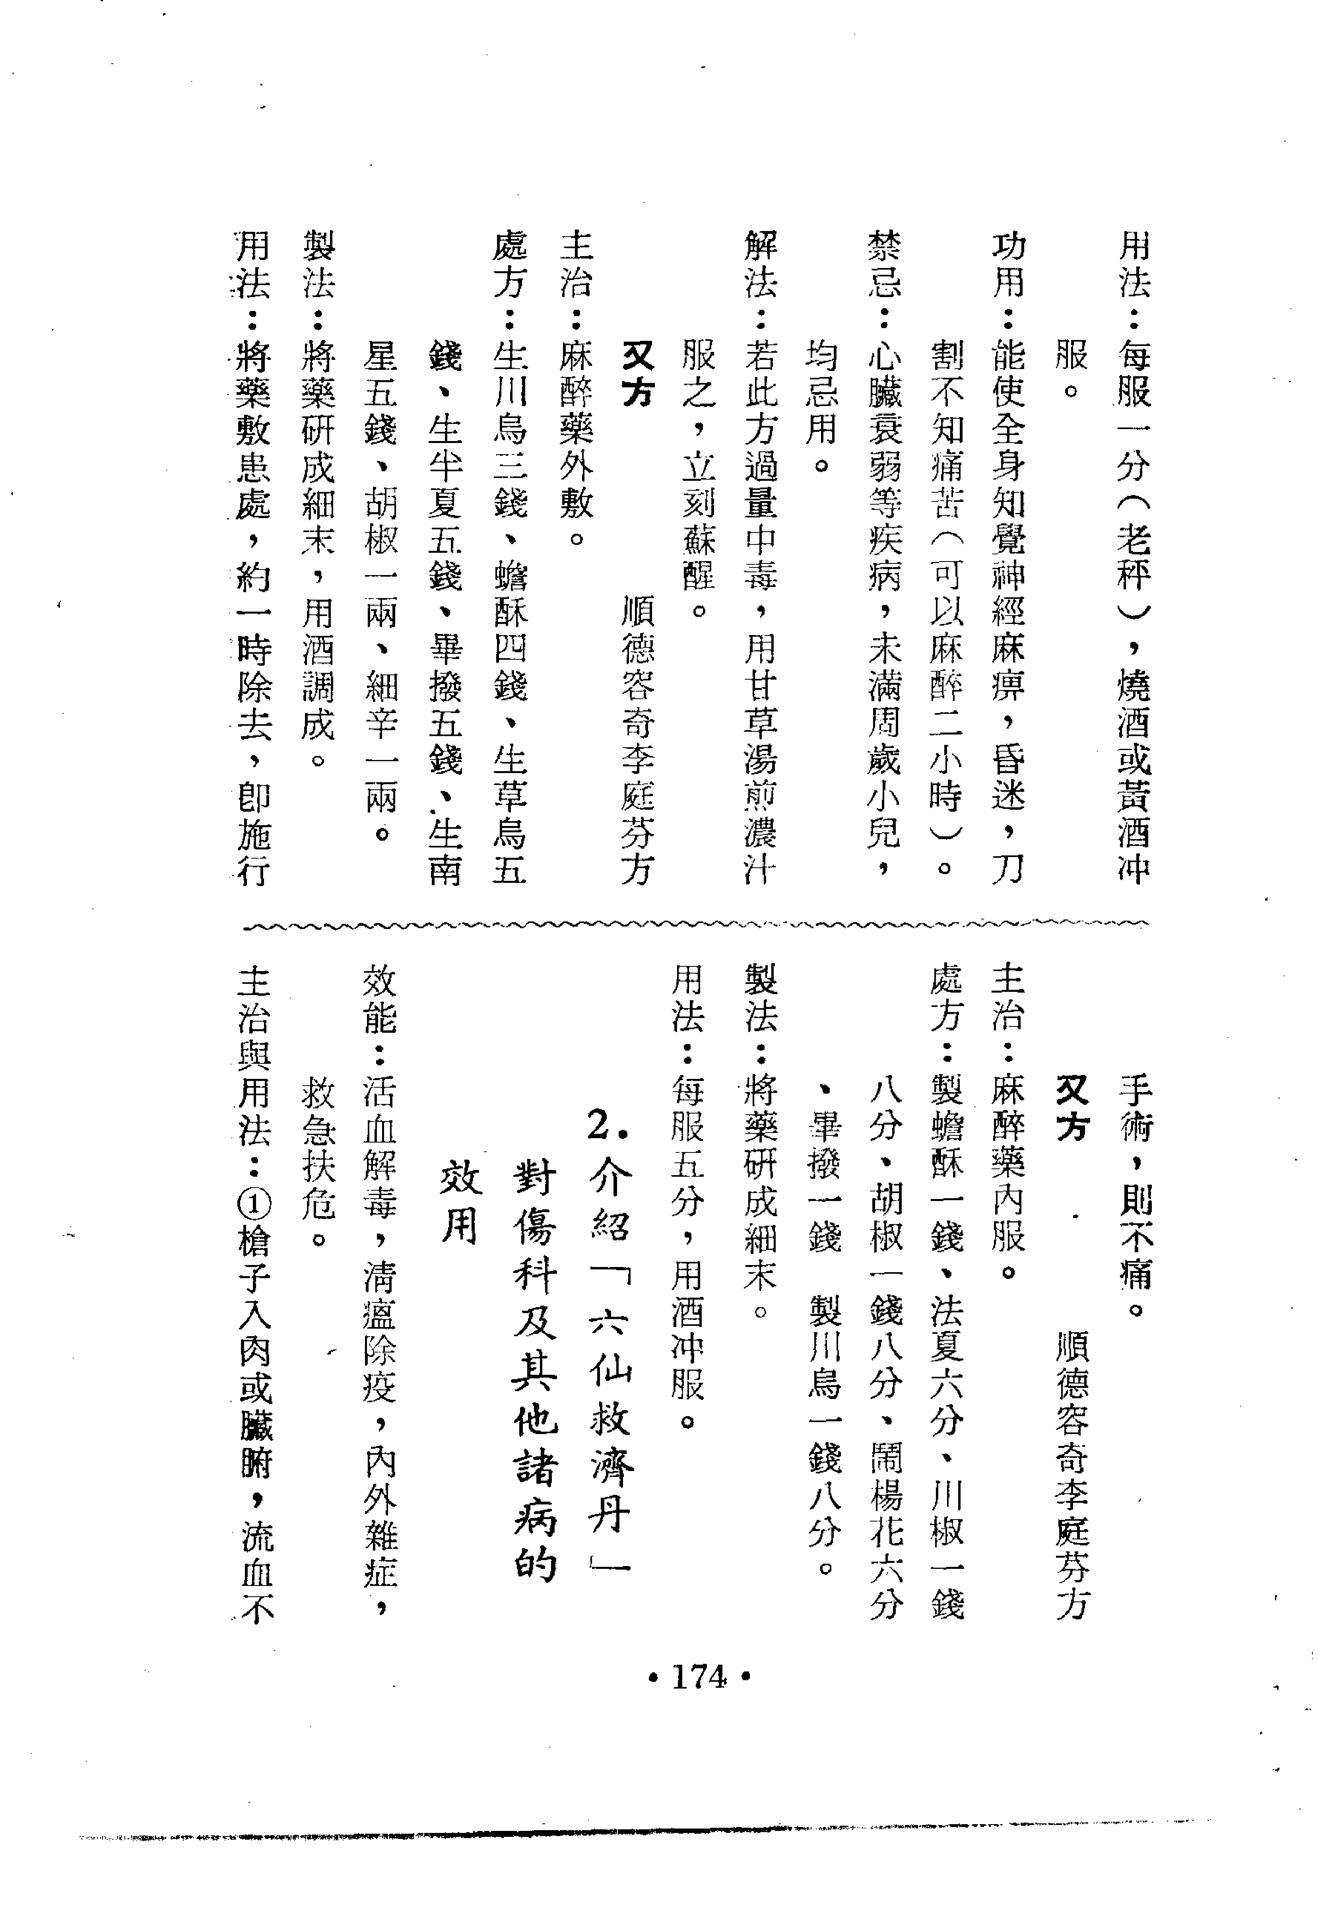 用法：每服一分（老秤），燒酒或黃酒冲
服。
功用：能使全身知覺神經麻痹，昏迷，刀
割不知痛苦（可以麻醉二小時）。
禁忌：心臟衰弱等疾病，未滿周歲小兒，
均忌用。
解法：若此方過量中毒，用甘草湯煎濃汁
服之，立刻蘇醒。
又方　順德容奇李庭芬方
主治：麻醉藥外敷。
處方：生川烏三錢、蟾酥四錢、生草烏五
錢、生半夏五錢、畢撥五錢、生南
星五錢、胡椒一兩、細辛一兩。
製法：將藥研成細末，用酒調成。
用法：將藥敷患處，約一時除去，卽施行
手術，則不痛。
又方　順德容奇李庭芬方
主治：麻醉藥內服。
處方：製蟾酥一錢、法夏六分、川椒一錢
八分、胡椒一錢八分、鬧楊花六分
、畢撥一錢　製川烏一錢八分。
製法：將藥研成細末。
用法：每服五分，用酒冲服。
2.介紹「六仙救濟丹」
對傷科及其他諸病的
效用
效能：活血解毒，淸瘟除疫，內外雜症，
救急扶危。
主治與用法：①槍子入肉或臟腑，流血不
•174•